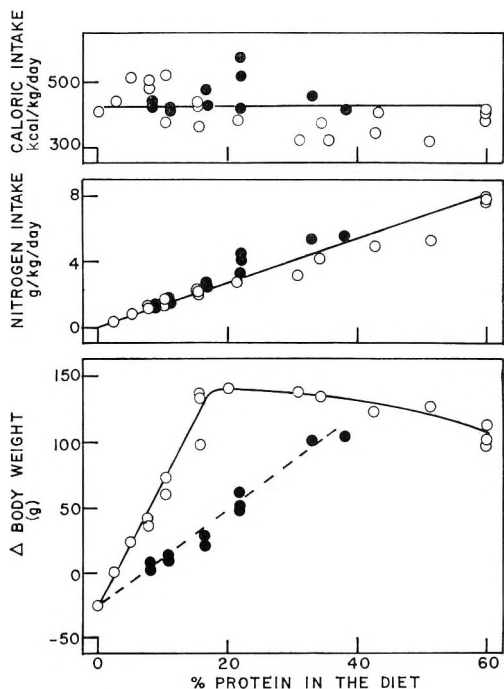 CALORIC INTAKE
kcal/kg/day
500
300
NITROGEN INTAKE
g/kg/day
8
4
0
Δ BODY WEIGHT
(g)
150
100
50
0
-50
0 20 40 60
% PROTEIN IN THE DIET